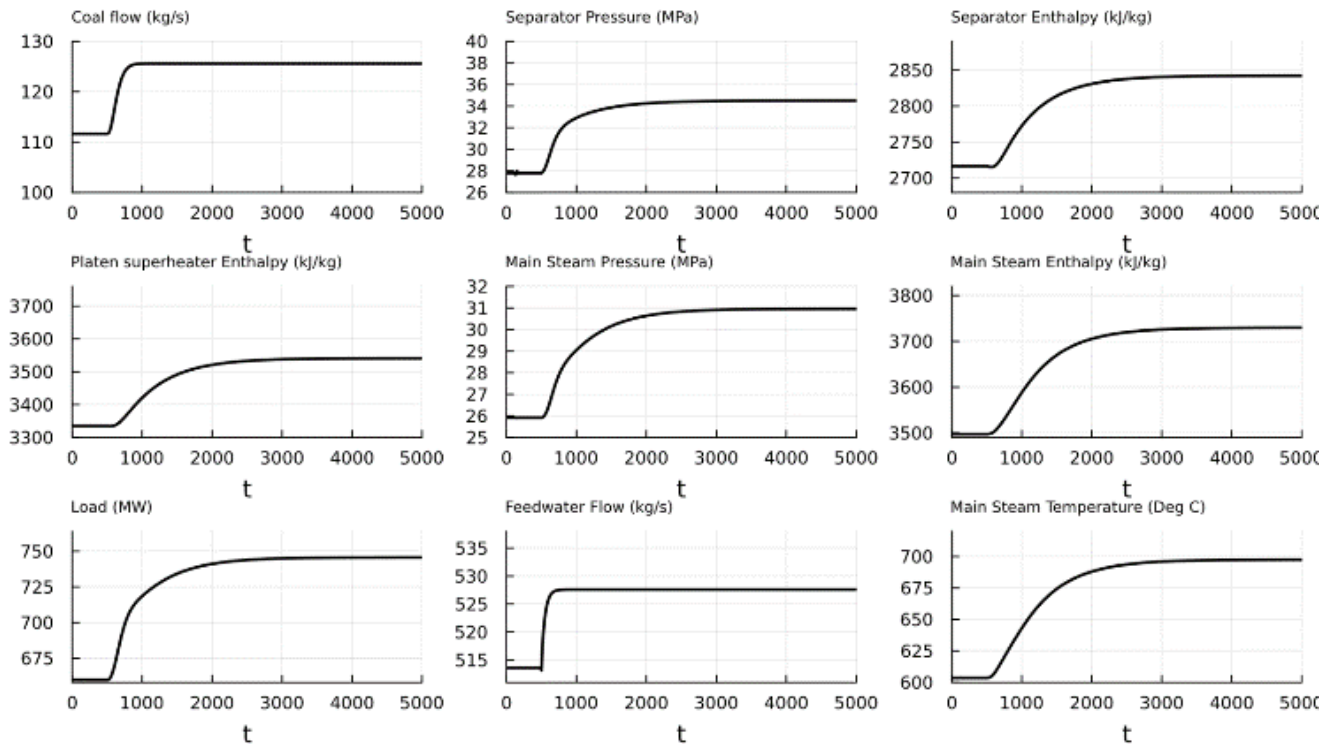 Coal flow (kg/s)
130
120
110
100
0 1000 2000 3000 4000 5000
t
Separator Pressure (MPa)
40
38
36
34
32
30
28
26
0 1000 2000 3000 4000 5000
t
Separator Enthalpy (kJ/kg)
2850
2800
2750
2700
0 1000 2000 3000 4000 500
t
Platen superheater Enthalpy (kJ/kg)
3700
3600
3500
3400
3300
0 1000 2000 3000 4000 5000
t
Main Steam Pressure (MPa)
32
31
30
29
28
27
26
25
0 1000 2000 3000 4000 5000
t
Main Steam Enthalpy (kJ/kg)
3800
3700
3600
3500
0 1000 2000 3000 4000 500
t
Load (MW)
750
725
700
675
0 1000 2000 3000 4000 5000
t
Feedwater Flow (kg/s)
535
530
525
520
515
0 1000 2000 3000 4000 5000
t
Main Steam Temperature (Deg C)
700
675
650
625
600
0 1000 2000 3000 4000 500
t